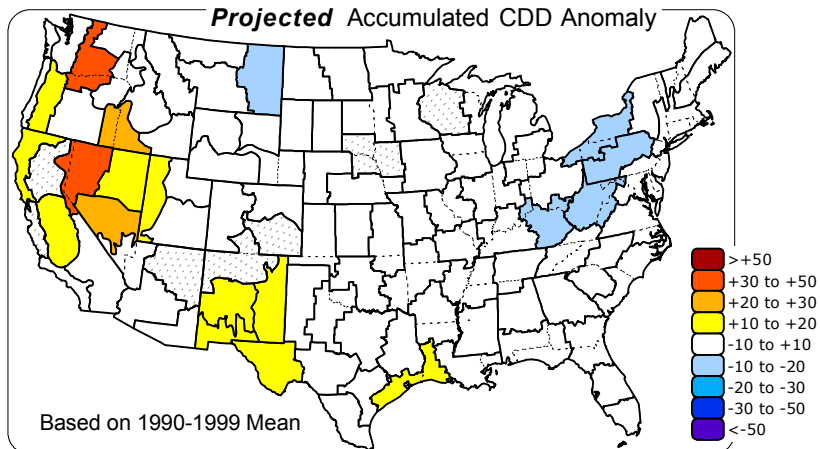 Projected Accumulated CDD Anomaly
>+50
+30 to +50
+20 to +30
+10 to +20
-10 to +10
-10 to -20
-20 to -30
-30 to -50
<-50
Based on 1990-1999 Mean